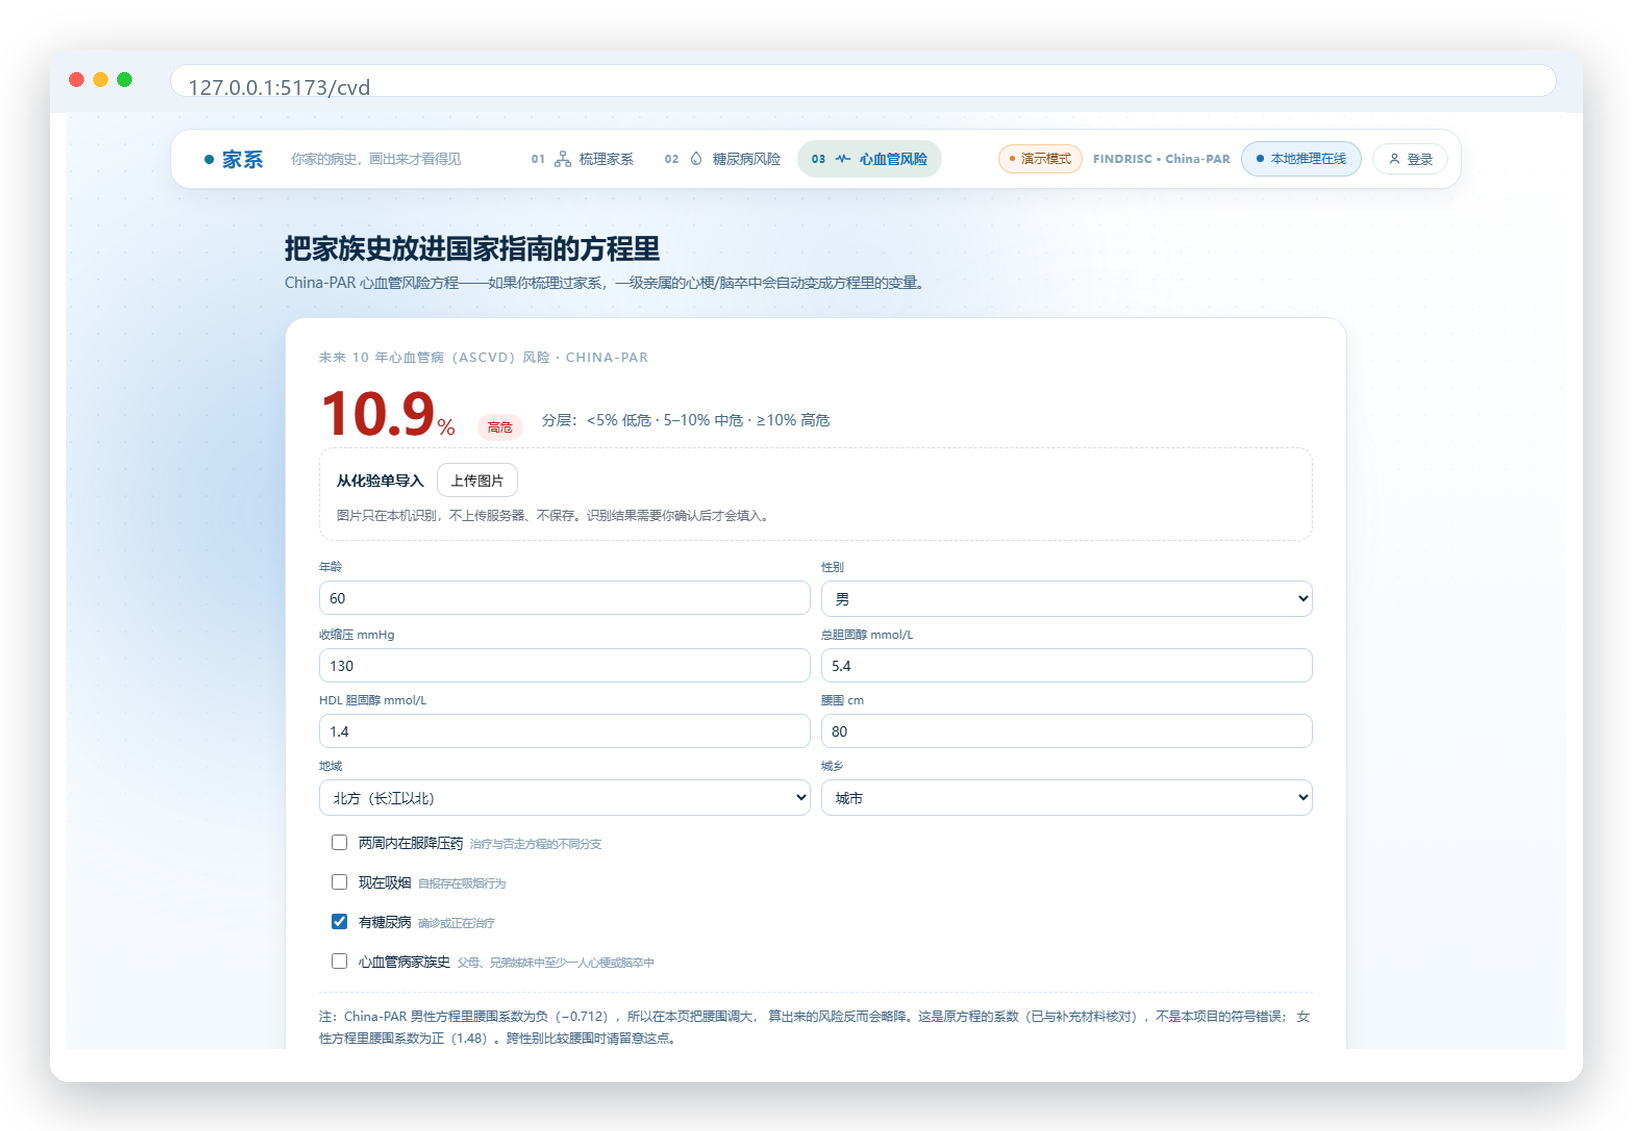 127.0.0.1:5173/cvd
家系 你家的病史，画出来才看得见 01 梳理家系 02 糖尿病风险 03 心血管风险 演示模式 FINDRISC • China-PAR 本地推理在线 登录
把家族史放进国家指南的方程里
China-PAR 心血管风险方程——如果你梳理过家系，一级亲属的心梗/脑卒中会自动变成方程里的变量。
未来 10 年心血管病（ASCVD）风险 · CHINA-PAR
10.9% 高危 分层：<5% 低危 · 5–10% 中危 · ≥10% 高危
从化验单导入 上传图片
图片只在本机识别，不上传服务器、不保存。识别结果需要你确认后才会填入。
年龄 性别
60 男
收缩压 mmHg 总胆固醇 mmol/L
130 5.4
HDL 胆固醇 mmol/L 腰围 cm
1.4 80
地域 城乡
北方（长江以北） 城市
两周内在服降压药 治疗与否走方程的不同分支
现在吸烟 自报存在吸烟行为
有糖尿病 确诊或正在治疗
心血管病家族史 父母、兄弟姊妹中至少一人心梗或脑卒中
注：China-PAR 男性方程里腰围系数为负（−0.712），所以在本页把腰围调大， 算出来的风险反而会略降。这是原方程的系数（已与补充材料核对），不是本项目的符号错误； 女
性方程里腰围系数为正（1.48）。跨性别比较腰围时请留意这点。